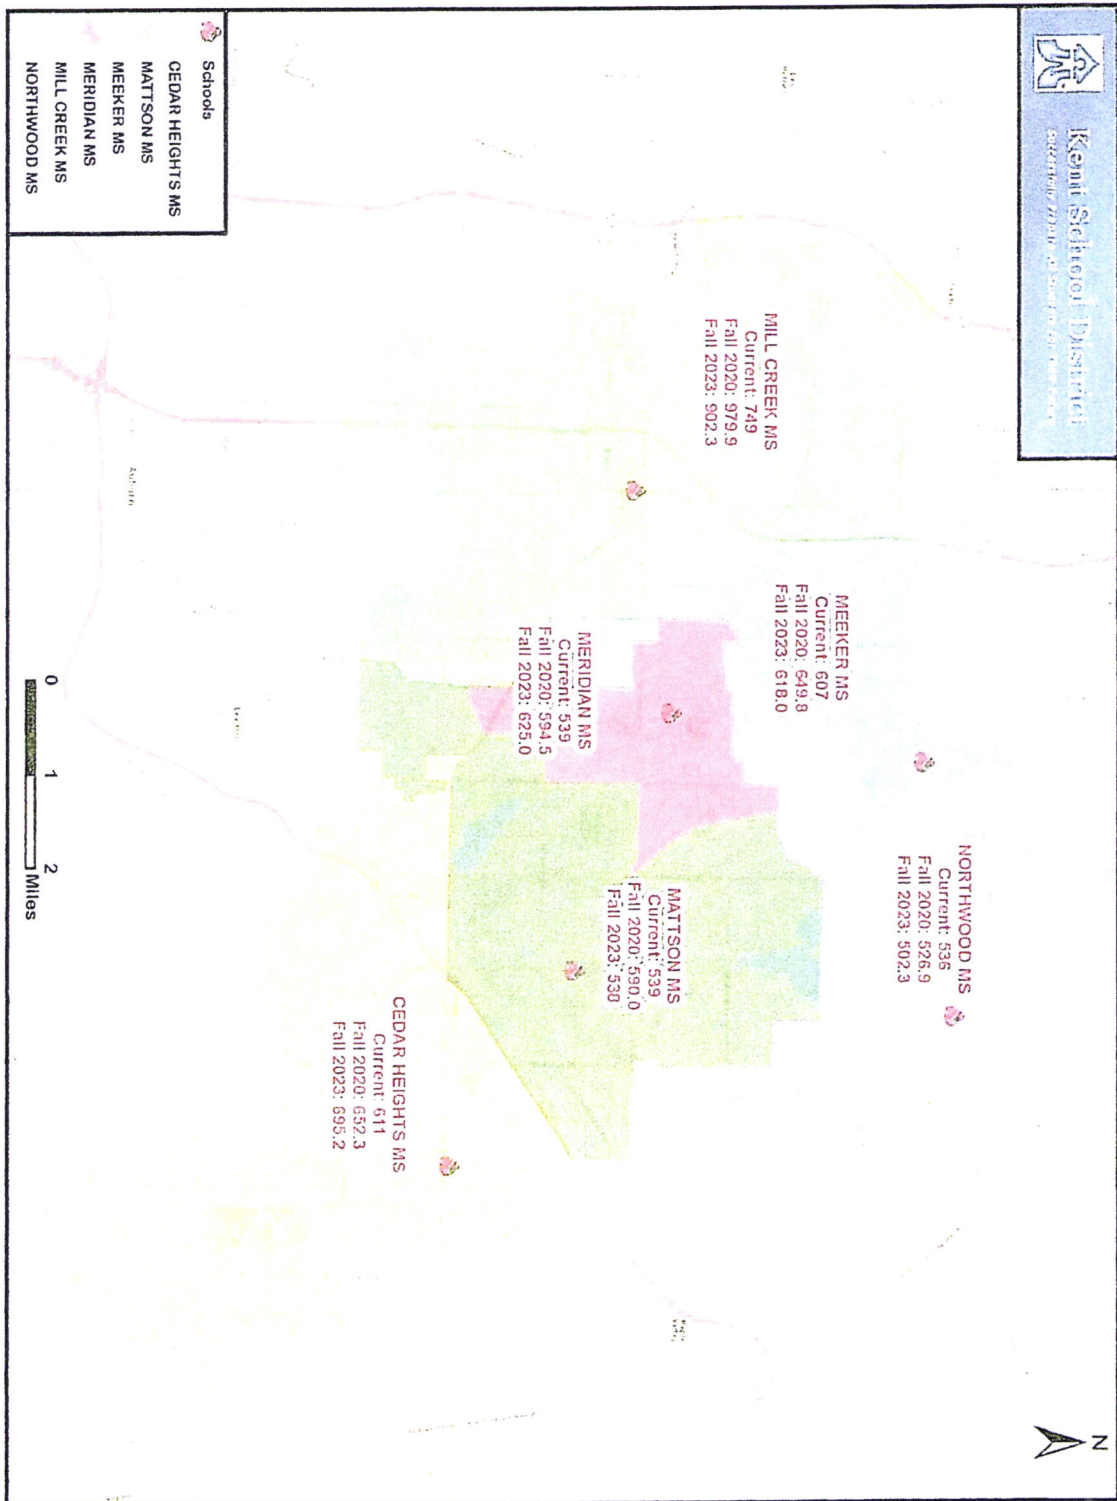 Kent School District
MILL CREEK MS
Current: 749
Fall 2020: 979.9
Fall 2023: 902.3
MEEKER MS
Current: 607
Fall 2020: 649.8
Fall 2023: 618.0
NORTHWOOD MS
Current: 536
Fall 2020: 526.9
Fall 2023: 502.3
MERIDIAN MS
Current: 539
Fall 2020: 594.5
Fall 2023: 625.0
MATTSON MS
Current: 539
Fall 2020: 590.0
Fall 2023: 538
CEDAR HEIGHTS MS
Current: 611
Fall 2020: 652.3
Fall 2023: 695.2
Auburn
Schools
CEDAR HEIGHTS MS
MATTSON MS
MEEKER MS
MERIDIAN MS
MILL CREEK MS
NORTHWOOD MS
0 1 2 Miles
N